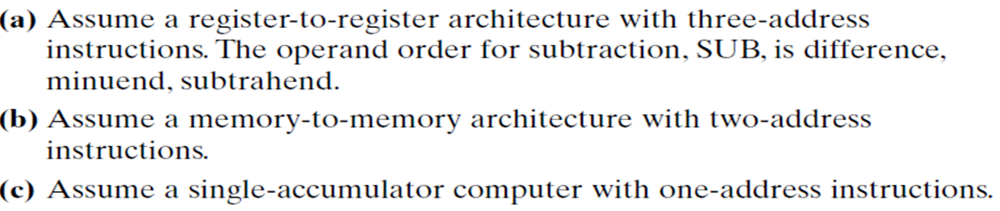 (a) Assume a register-to-register architecture with three-address
instructions. The operand order for subtraction, SUB, is difference,
minuend, subtrahend.
(b) Assume a memory-to-memory architecture with two-address
instructions.
(c) Assume a single-accumulator computer with one-address instructions.